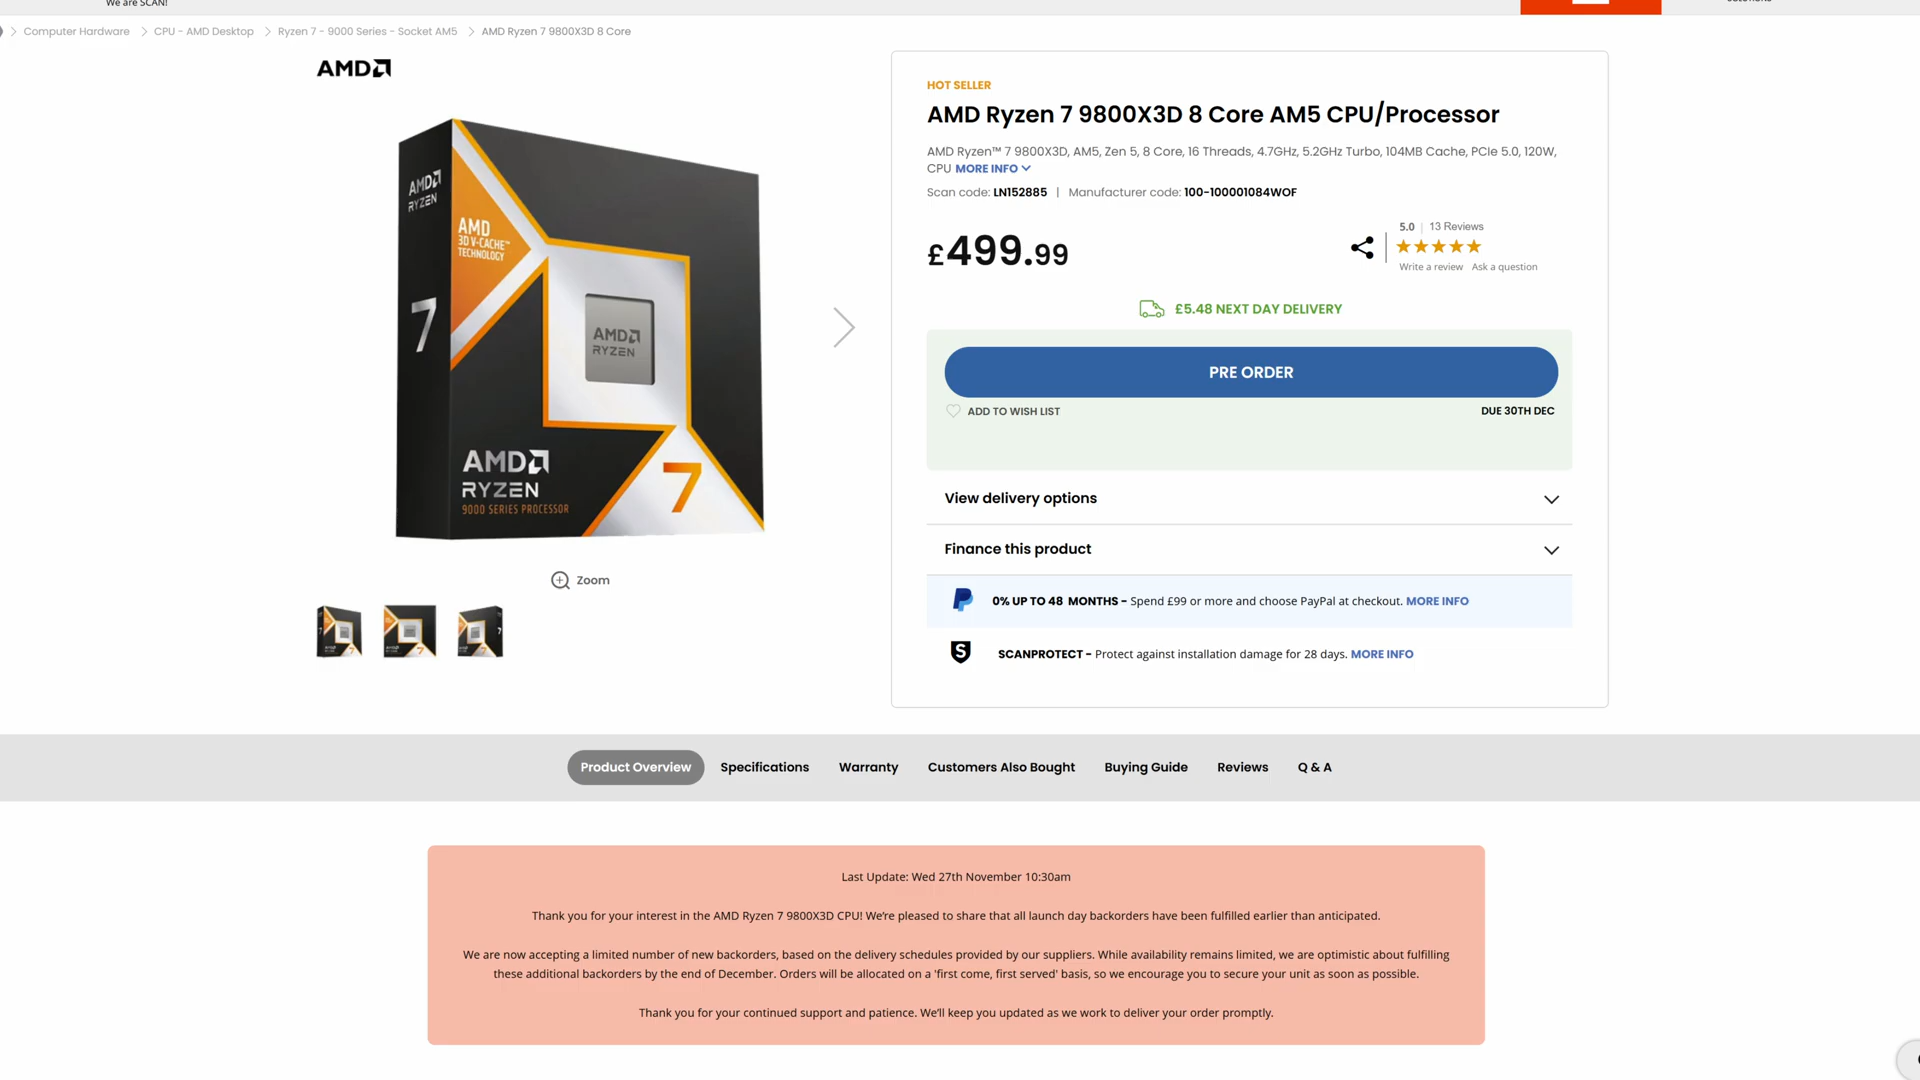 We are SCAN!
Computer Hardware
CPU - AMD Desktop
Ryzen 7 - 9000 Series - Socket AM5
AMD Ryzen 7 9800X3D 8 Core
AMD
AMD
RYZEN
7
AMD
3D V-CACHE™
TECHNOLOGY
AMD
RYZEN
AMD
RYZEN
9000 SERIES PROCESSOR
7
Zoom
HOT SELLER
AMD Ryzen 7 9800X3D 8 Core AM5 CPU/Processor
AMD Ryzen™ 7 9800X3D, AM5, Zen 5, 8 Core, 16 Threads, 4.7GHz, 5.2GHz Turbo, 104MB Cache, PCIe 5.0, 120W,
CPU MORE INFO
Scan code: LN152885 | Manufacturer code: 100-100001084WOF
£499.99
5.0 | 13 Reviews
Write a review Ask a question
£5.48 NEXT DAY DELIVERY
PRE ORDER
ADD TO WISH LIST
DUE 30TH DEC
View delivery options
Finance this product
0% UP TO 48 MONTHS - Spend £99 or more and choose PayPal at checkout. MORE INFO
SCANPROTECT - Protect against installation damage for 28 days. MORE INFO
Product Overview
Specifications
Warranty
Customers Also Bought
Buying Guide
Reviews
Q & A
Last Update: Wed 27th November 10:30am
Thank you for your interest in the AMD Ryzen 7 9800X3D CPU! We're pleased to share that all launch day backorders have been fulfilled earlier than anticipated.
We are now accepting a limited number of new backorders, based on the delivery schedules provided by our suppliers. While availability remains limited, we are optimistic about fulfilling
these additional backorders by the end of December. Orders will be allocated on a 'first come, first served' basis, so we encourage you to secure your unit as soon as possible.
Thank you for your continued support and patience. We'll keep you updated as we work to deliver your order promptly.